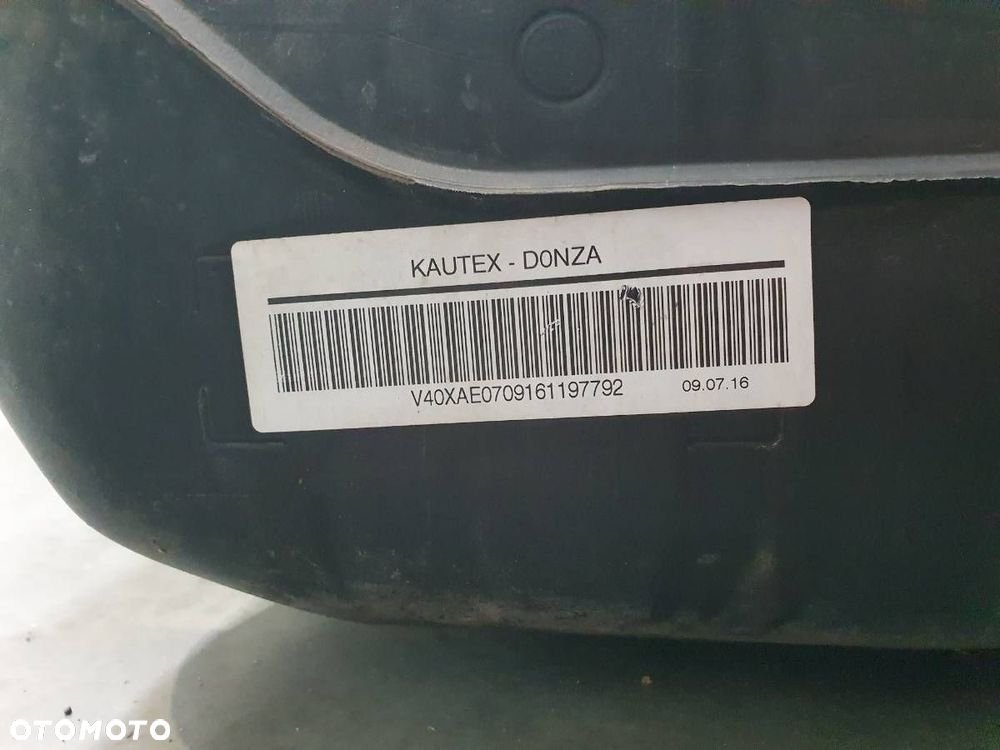 KAUTEX - D0NZA
V40XAE0709161197792
09.07.16
OTOMOTO